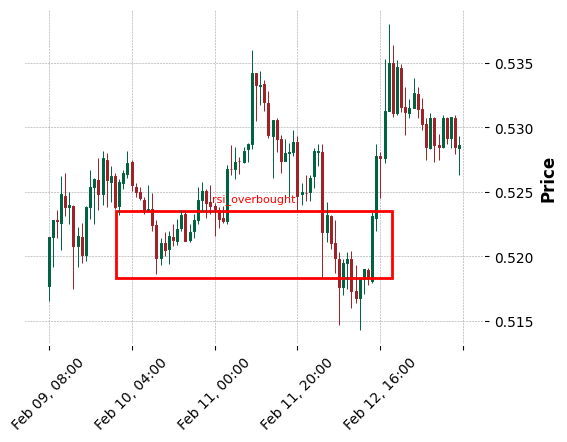 0.535
0.530
rsi_overbought
0.525
0.520
0.515
Price
Feb 09, 08:00
Feb 10, 04:00
Feb 11, 00:00
Feb 11, 20:00
Feb 12, 16:00